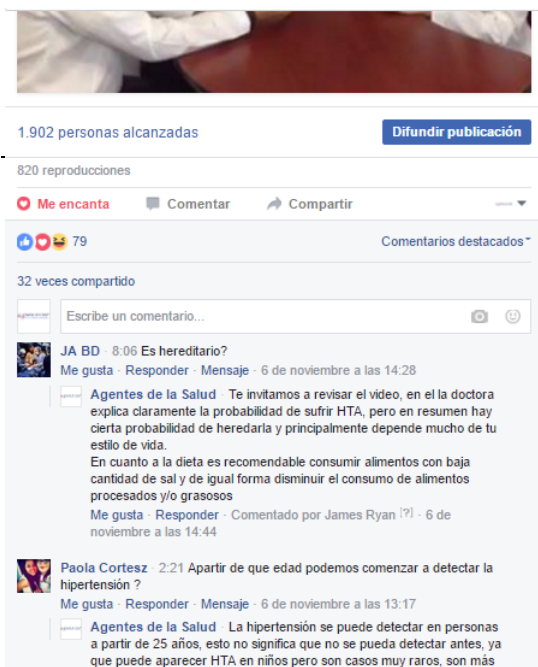 1.902 personas alcanzadas
Difundir publicación
820 reproducciones
Me encanta Comentar Compartir
79 Comentarios destacados
32 veces compartido
Escribe un comentario...
JA BD · 8:06 Es hereditario?
Me gusta · Responder · Mensaje · 6 de noviembre a las 14:28
Agentes de la Salud · Te invitamos a revisar el video, en el la doctora
explica claramente la probabilidad de sufrir HTA, pero en resumen hay
cierta probabilidad de heredarla y principalmente depende mucho de tu
estilo de vida.
En cuanto a la dieta es recomendable consumir alimentos con baja
cantidad de sal y de igual forma disminuir el consumo de alimentos
procesados y/o grasosos
Me gusta · Responder · Comentado por James Ryan [?] · 6 de
noviembre a las 14:44
Paola Cortesz · 2:21 Apartir de que edad podemos comenzar a detectar la
hipertensión ?
Me gusta · Responder · Mensaje · 6 de noviembre a las 13:17
Agentes de la Salud · La hipertensión se puede detectar en personas
a partir de 25 años, esto no significa que no se pueda detectar antes, ya
que puede aparecer HTA en niños pero son casos muy raros, son más